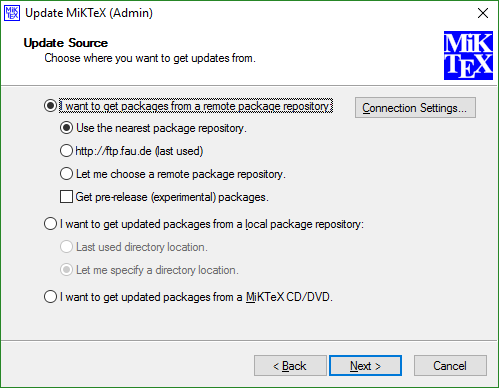 Update MiKTeX (Admin)
Update Source
Choose where you want to get updates from.
MiK
TEX
I want to get packages from a remote package repository:
Connection Settings...
Use the nearest package repository.
http://ftp.fau.de (last used)
Let me choose a remote package repository.
Get pre-release (experimental) packages.
I want to get updated packages from a local package repository:
Last used directory location.
Let me specify a directory location.
I want to get updated packages from a MiKTeX CD/DVD.
< Back
Next >
Cancel